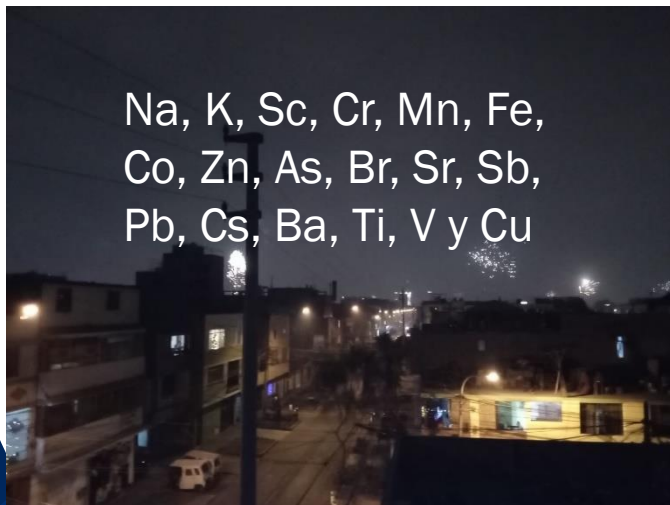 Na, K, Sc, Cr, Mn, Fe,
Co, Zn, As, Br, Sr, Sb,
Pb, Cs, Ba, Ti, V y Cu